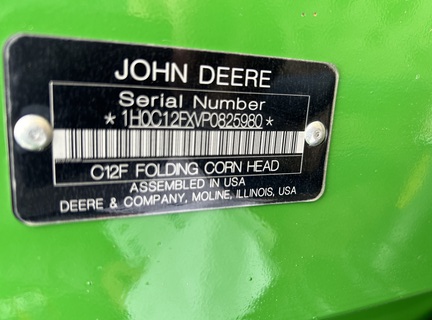 JOHN DEERE
Serial Number
* 1H0C12FXVP0825980 *
C12F FOLDING CORN HEAD
ASSEMBLED IN USA
DEERE & COMPANY, MOLINE, ILLINOIS, USA